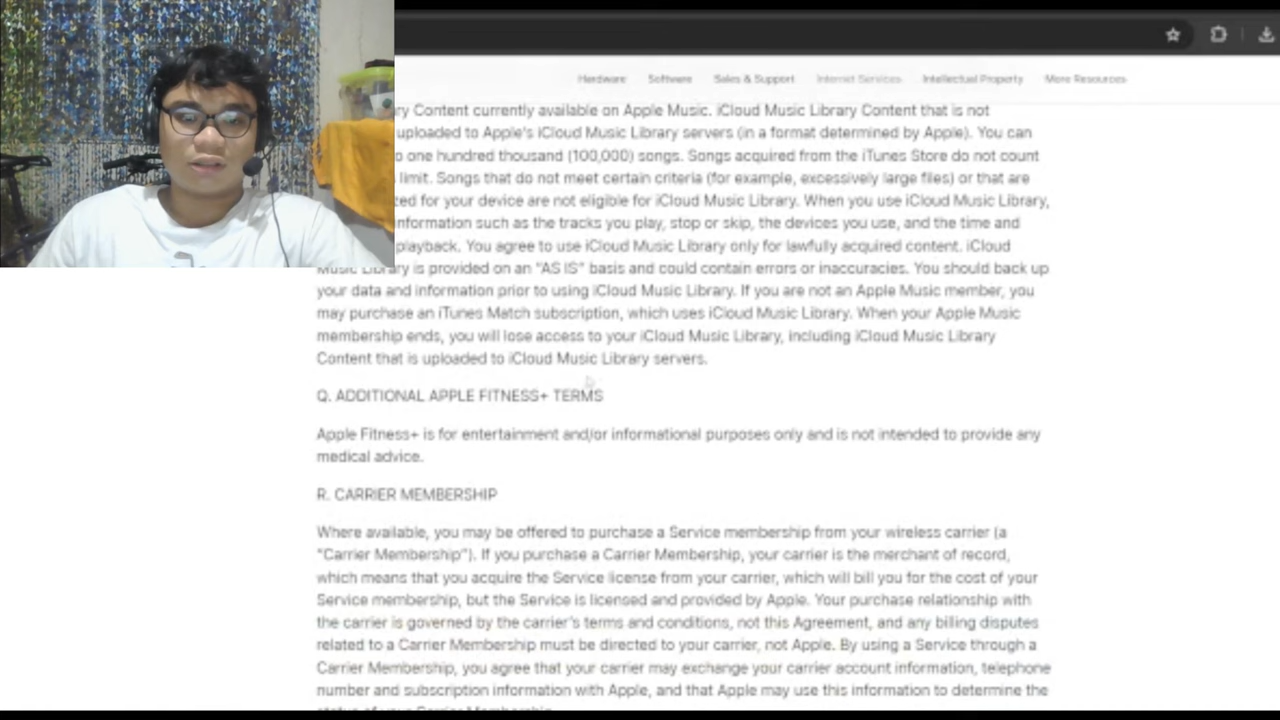 Hardware Software Sales & Support Internet Services Intellectual Property More Resources
ry Content currently available on Apple Music. iCloud Music Library Content that is not
uploaded to Apple's iCloud Music Library servers (in a format determined by Apple). You can
o one hundred thousand (100,000) songs. Songs acquired from the iTunes Store do not count
limit. Songs that do not meet certain criteria (for example, excessively large files) or that are
zed for your device are not eligible for iCloud Music Library. When you use iCloud Music Library,
nformation such as the tracks you play, stop or skip, the devices you use, and the time and
playback. You agree to use iCloud Music Library only for lawfully acquired content. iCloud
Music Library is provided on an "AS IS" basis and could contain errors or inaccuracies. You should back up
your data and information prior to using iCloud Music Library. If you are not an Apple Music member, you
may purchase an iTunes Match subscription, which uses iCloud Music Library. When your Apple Music
membership ends, you will lose access to your iCloud Music Library, including iCloud Music Library
Content that is uploaded to iCloud Music Library servers.
Q. ADDITIONAL APPLE FITNESS+ TERMS
Apple Fitness+ is for entertainment and/or informational purposes only and is not intended to provide any
medical advice.
R. CARRIER MEMBERSHIP
Where available, you may be offered to purchase a Service membership from your wireless carrier (a
"Carrier Membership"). If you purchase a Carrier Membership, your carrier is the merchant of record,
which means that you acquire the Service license from your carrier, which will bill you for the cost of your
Service membership, but the Service is licensed and provided by Apple. Your purchase relationship with
the carrier is governed by the carrier's terms and conditions, not this Agreement, and any billing disputes
related to a Carrier Membership must be directed to your carrier, not Apple. By using a Service through a
Carrier Membership, you agree that your carrier may exchange your carrier account information, telephone
number and subscription information with Apple, and that Apple may use this information to determine the
status of your Carrier Membership.